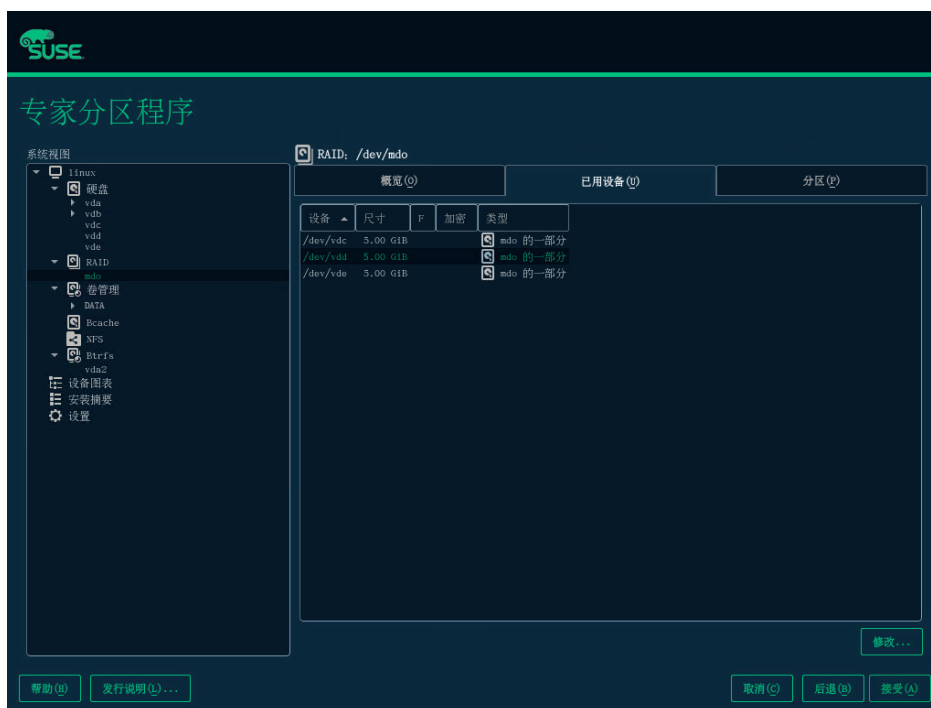 SUSE
专家分区程序
系统视图
linux
硬盘
vda
vdb
vdc
vdd
vde
RAID
mdo
卷管理
DATA
Bcache
XFS
Btrfs
vda2
设备图表
安装摘要
设置
RAID: /dev/mdo
概览(O) 已用设备(U) 分区(P)
设备 尺寸 F 加密 类型
/dev/vdc 5.00 GiB mdo 的一部分
/dev/vdd 5.00 GiB mdo 的一部分
/dev/vde 5.00 GiB mdo 的一部分
修改...
帮助(H) 发行说明(L)... 取消(C) 后退(B) 接受(A)